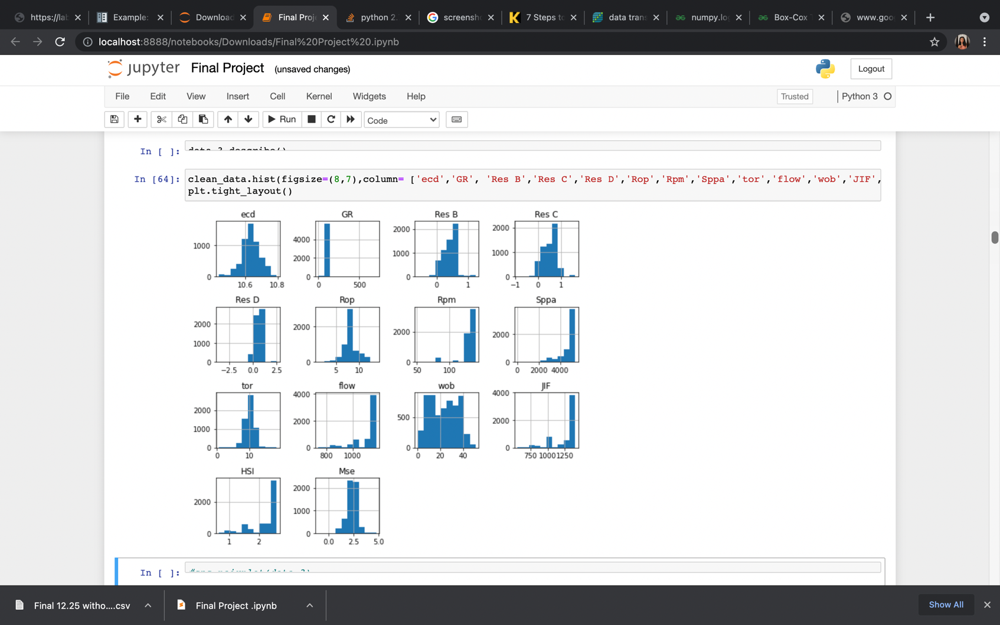 https://lab
Example:
Download
Final Proj
python 2.
screensho
7 Steps to
data trans
numpy.log
Box-Cox T
www.goog
localhost:8888/notebooks/Downloads/Final%20Project%20.ipynb
jupyter Final Project (unsaved changes)
Logout
File Edit View Insert Cell Kernel Widgets Help
Trusted Python 3
Run Code
In [ ]: data_3.describe()
In [64]: clean_data.hist(figsize=(8,7),column= ['ecd','GR', 'Res B','Res C','Res D','Rop','Rpm','Sppa','tor','flow','wob','JIF',
plt.tight_layout()
ecd GR Res B Res C
1000
0
10.6 10.8
4000
2000
0
0 500
2000
1000
0
0 1
2000
1000
0
−1 0 1
Res D Rop Rpm Sppa
2000
1000
0
−2.5 0.0 2.5
2000
0
5 10
2000
0
50 100
2000
0
0 2000 4000
tor flow wob JIF
2000
1000
0
0 10
4000
2000
0
800 1000
500
0
0 20 40
4000
2000
0
750 1000 1250
HSI Mse
2000
0
1 2
2000
1000
0
0.0 2.5 5.0
In [ ]: #sns.pairplot(data_3)
Final 12.25 witho....csv
Final Project .ipynb
Show All